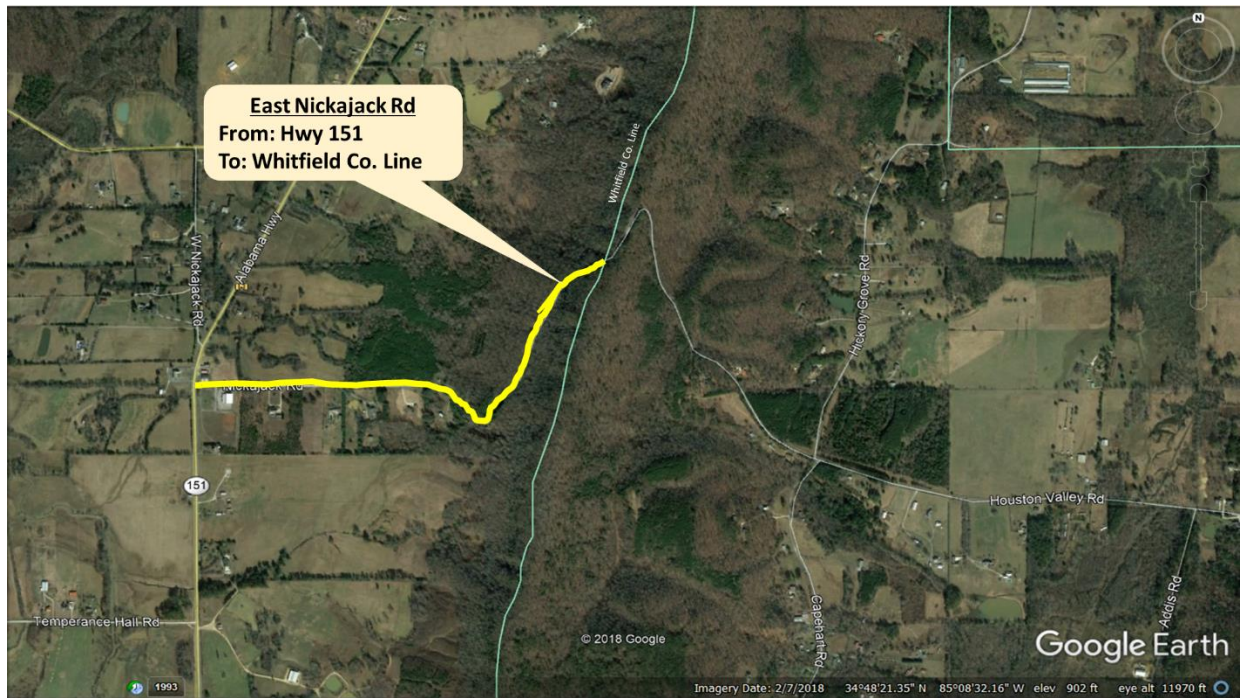 N
East Nickajack Rd
From: Hwy 151
To: Whitfield Co. Line
Whitfield Co. Line
W Nickajack Rd
Alabama Hwy
Hickory Grove Rd
Nickajack Rd
151
Houston Valley Rd
Temperance Hall Rd
Capehart Rd
Addis Rd
© 2018 Google
Google Earth
1993
Imagery Date: 2/7/2018 34°48'21.35" N 85°08'32.16" W elev 902 ft eye alt 11970 ft